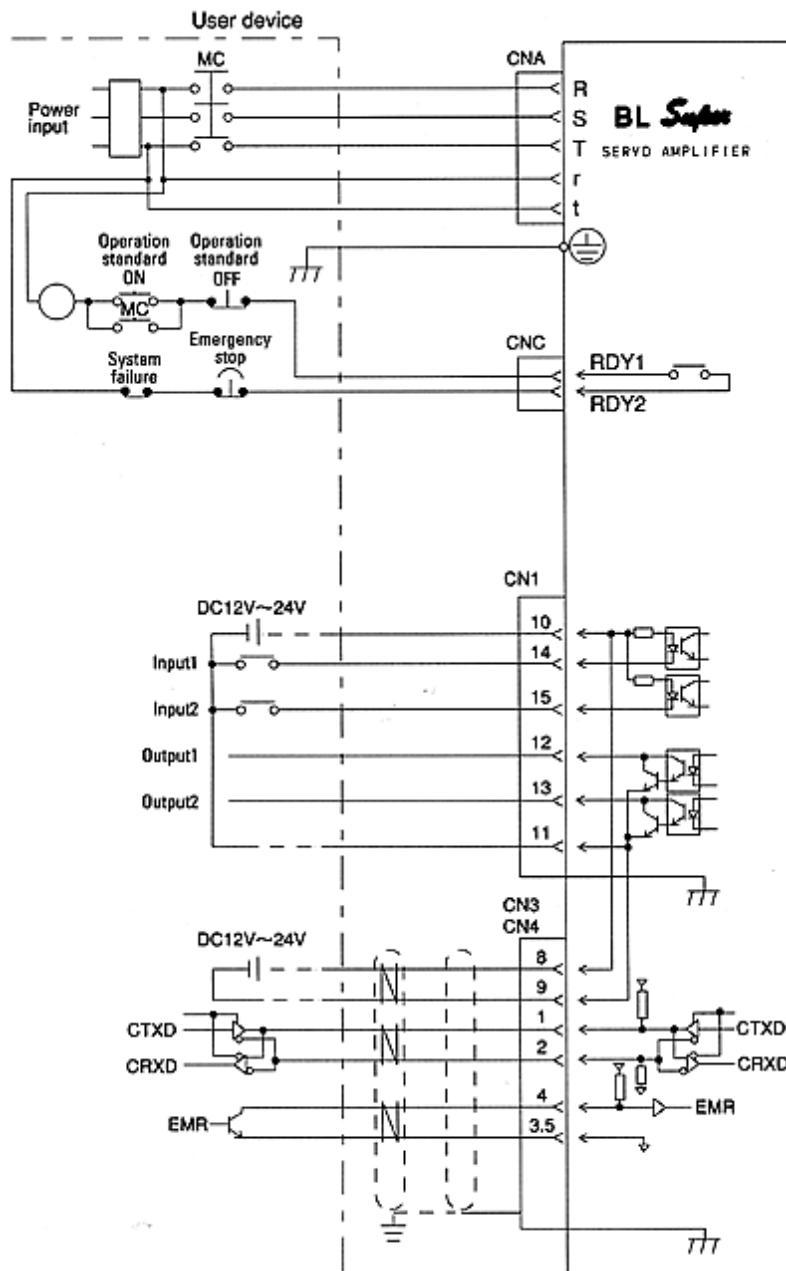 User device
MC
CNA
R
Power
input
S
BL Super
T
SERVO AMPLIFIER
r
t
Operation
standard
ON
Operation
standard
OFF
MC
System
failure
Emergency
stop
CNC
RDY1
RDY2
CN1
DC12V~24V
10
Input1
14
Input2
15
Output1
12
Output2
13
11
CN3
CN4
DC12V~24V
8
9
CTXD
1
CTXD
CRXD
2
CRXD
4
EMR
EMR
3.5